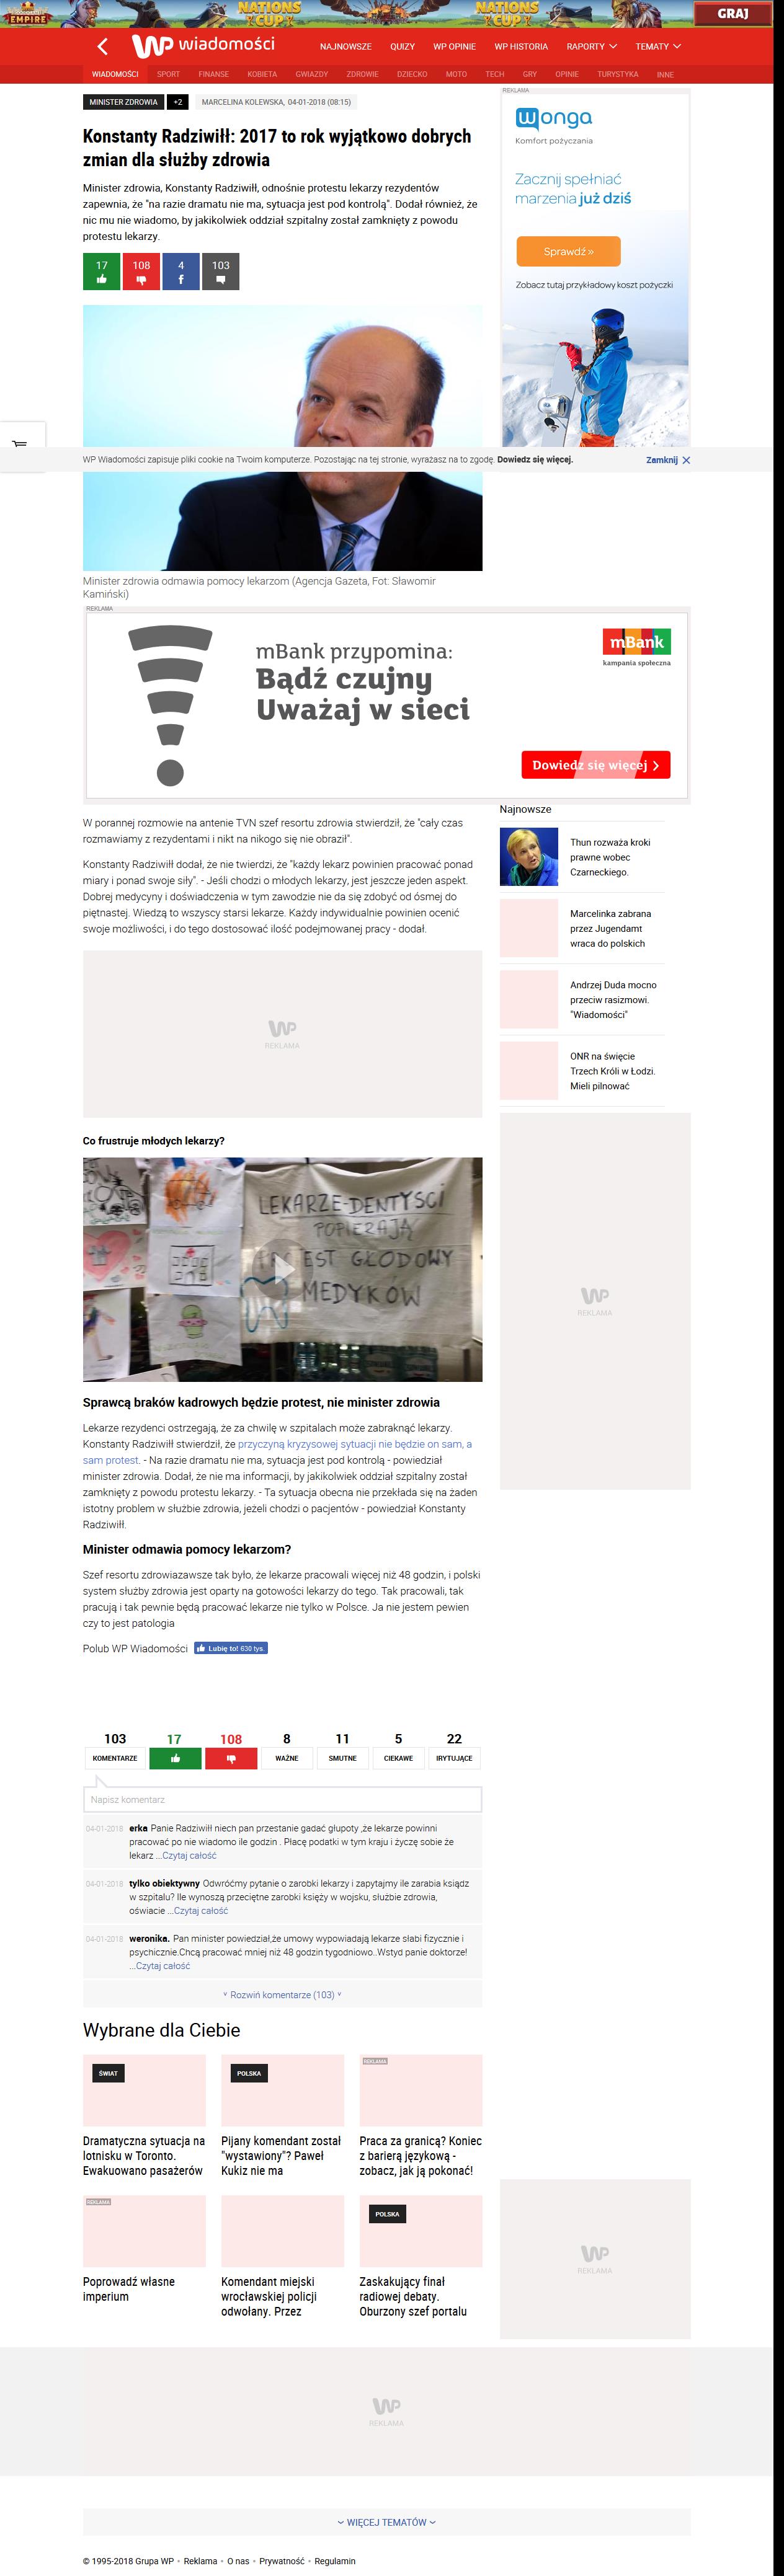 NATIONS CUP
NATIONS CUP
EMPIRE
GRAJ
WP wiadomości
NAJNOWSZE QUIZY WP OPINIE WP HISTORIA RAPORTY TEMATY
WIADOMOŚCI SPORT FINANSE KOBIETA GWIAZDY ZDROWIE DZIECKO MOTO TECH GRY OPINIE TURYSTYKA INNE
MINISTER ZDROWIA +2 MARCELINA KOLEWSKA, 04-01-2018 (08:15)
Konstanty Radziwiłł: 2017 to rok wyjątkowo dobrych
zmian dla służby zdrowia
Minister zdrowia, Konstanty Radziwiłł, odnośnie protestu lekarzy rezydentów
zapewnia, że "na razie dramatu nie ma, sytuacja jest pod kontrolą". Dodał również, że
nic mu nie wiadomo, by jakikolwiek oddział szpitalny został zamknięty z powodu
protestu lekarzy.
17 108 4 103
REKLAMA
wonga
Komfort pożyczania
Zacznij spełniać
marzenia już dziś
Sprawdź »
Zobacz tutaj przykładowy koszt pożyczki
WP Wiadomości zapisuje pliki cookie na Twoim komputerze. Pozostając na tej stronie, wyrażasz na to zgodę. Dowiedz się więcej.
Zamknij
Minister zdrowia odmawia pomocy lekarzom (Agencja Gazeta, Fot: Sławomir
Kamiński)
REKLAMA
mBank przypomina:
Bądź czujny
Uważaj w sieci
mBank
kampania społeczna
Dowiedz się więcej
W porannej rozmowie na antenie TVN szef resortu zdrowia stwierdził, że "cały czas
rozmawiamy z rezydentami i nikt na nikogo się nie obraził".
Konstanty Radziwiłł dodał, że nie twierdzi, że "każdy lekarz powinien pracować ponad
miary i ponad swoje siły". - Jeśli chodzi o młodych lekarzy, jest jeszcze jeden aspekt.
Dobrej medycyny i doświadczenia w tym zawodzie nie da się zdobyć od ósmej do
piętnastej. Wiedzą to wszyscy starsi lekarze. Każdy indywidualnie powinien ocenić
swoje możliwości, i do tego dostosować ilość podejmowanej pracy - dodał.
Najnowsze
Thun rozważa kroki
prawne wobec
Czarneckiego.
Marcelinka zabrana
przez Jugendamt
wraca do polskich
Andrzej Duda mocno
przeciw rasizmowi.
"Wiadomości"
ONR na święcie
Trzech Króli w Łodzi.
Mieli pilnować
WP
REKLAMA
WP
REKLAMA
Co frustruje młodych lekarzy?
LEKARZE-DENTYŚCI
POPIERAJĄ
EST GŁODOWY
MEDYKÓW
Sprawcą braków kadrowych będzie protest, nie minister zdrowia
Lekarze rezydenci ostrzegają, że za chwilę w szpitalach może zabraknąć lekarzy.
Konstanty Radziwiłł stwierdził, że przyczyną kryzysowej sytuacji nie będzie on sam, a
sam protest. - Na razie dramatu nie ma, sytuacja jest pod kontrolą - powiedział
minister zdrowia. Dodał, że nie ma informacji, by jakikolwiek oddział szpitalny został
zamknięty z powodu protestu lekarzy. - Ta sytuacja obecna nie przekłada się na żaden
istotny problem w służbie zdrowia, jeżeli chodzi o pacjentów - powiedział Konstanty
Radziwiłł.
Minister odmawia pomocy lekarzom?
Szef resortu zdrowiazawsze tak było, że lekarze pracowali więcej niż 48 godzin, i polski
system służby zdrowia jest oparty na gotowości lekarzy do tego. Tak pracowali, tak
pracują i tak pewnie będą pracować lekarze nie tylko w Polsce. Ja nie jestem pewien
czy to jest patologia
Polub WP Wiadomości Lubię to! 630 tys.
103 17 108 8 11 5 22
KOMENTARZE WAŻNE SMUTNE CIEKAWE IRYTUJĄCE
Napisz komentarz
04-01-2018 erka Panie Radziwiłł niech pan przestanie gadać głupoty ,że lekarze powinni
pracować po nie wiadomo ile godzin . Płacę podatki w tym kraju i życzę sobie że
lekarz ...Czytaj całość
04-01-2018 tylko obiektywny Odwróćmy pytanie o zarobki lekarzy i zapytajmy ile zarabia ksiądz
w szpitalu? Ile wynoszą przeciętne zarobki księży w wojsku, służbie zdrowia,
oświacie ...Czytaj całość
04-01-2018 weronika. Pan minister powiedział,że umowy wypowiadają lekarze słabi fizycznie i
psychicznie.Chcą pracować mniej niż 48 godzin tygodniowo..Wstyd panie doktorze!
...Czytaj całość
Rozwiń komentarze (103)
Wybrane dla Ciebie
ŚWIAT
Dramatyczna sytuacja na
lotnisku w Toronto.
Ewakuowano pasażerów
POLSKA
Pijany komendant został
"wystawiony"? Paweł
Kukiz nie ma
REKLAMA
Praca za granicą? Koniec
z barierą językową -
zobacz, jak ją pokonać!
REKLAMA
Poprowadź własne
imperium
Komendant miejski
wrocławskiej policji
odwołany. Przez
POLSKA
Zaskakujący finał
radiowej debaty.
Oburzony szef portalu
WP
REKLAMA
WP
REKLAMA
WIĘCEJ TEMATÓW
© 1995-2018 Grupa WP • Reklama • O nas • Prywatność • Regulamin